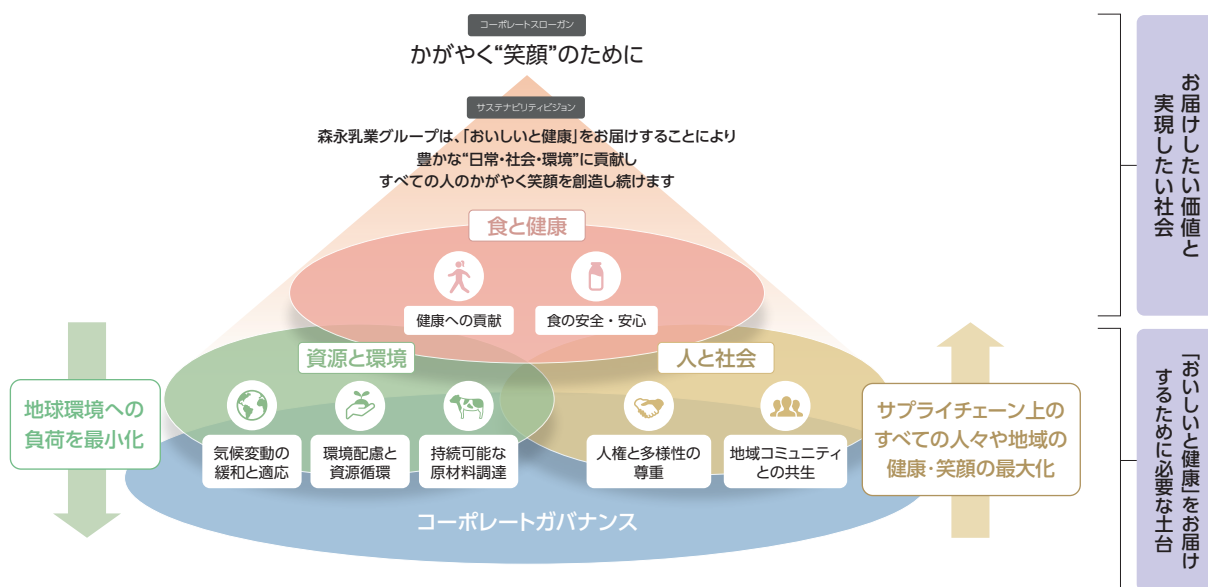 コーポレートスローガン
かがやく“笑顔”のために
サステナビリティビジョン
森永乳業グループは、「おいしいと健康」をお届けすることにより
豊かな“日常・社会・環境”に貢献し
すべての人のかがやく笑顔を創造し続けます
食と健康
健康への貢献
食の安全・安心
資源と環境
人と社会
気候変動の
緩和と適応
環境配慮と
資源循環
持続可能な
原材料調達
人権と多様性の
尊重
地域コミュニティ
との共生
コーポレートガバナンス
地球環境への
負荷を最小化
サプライチェーン上の
すべての人々や地域の
健康・笑顔の最大化
お届けしたい価値と
実現したい社会
「おいしいと健康」をお届け
するために必要な土台